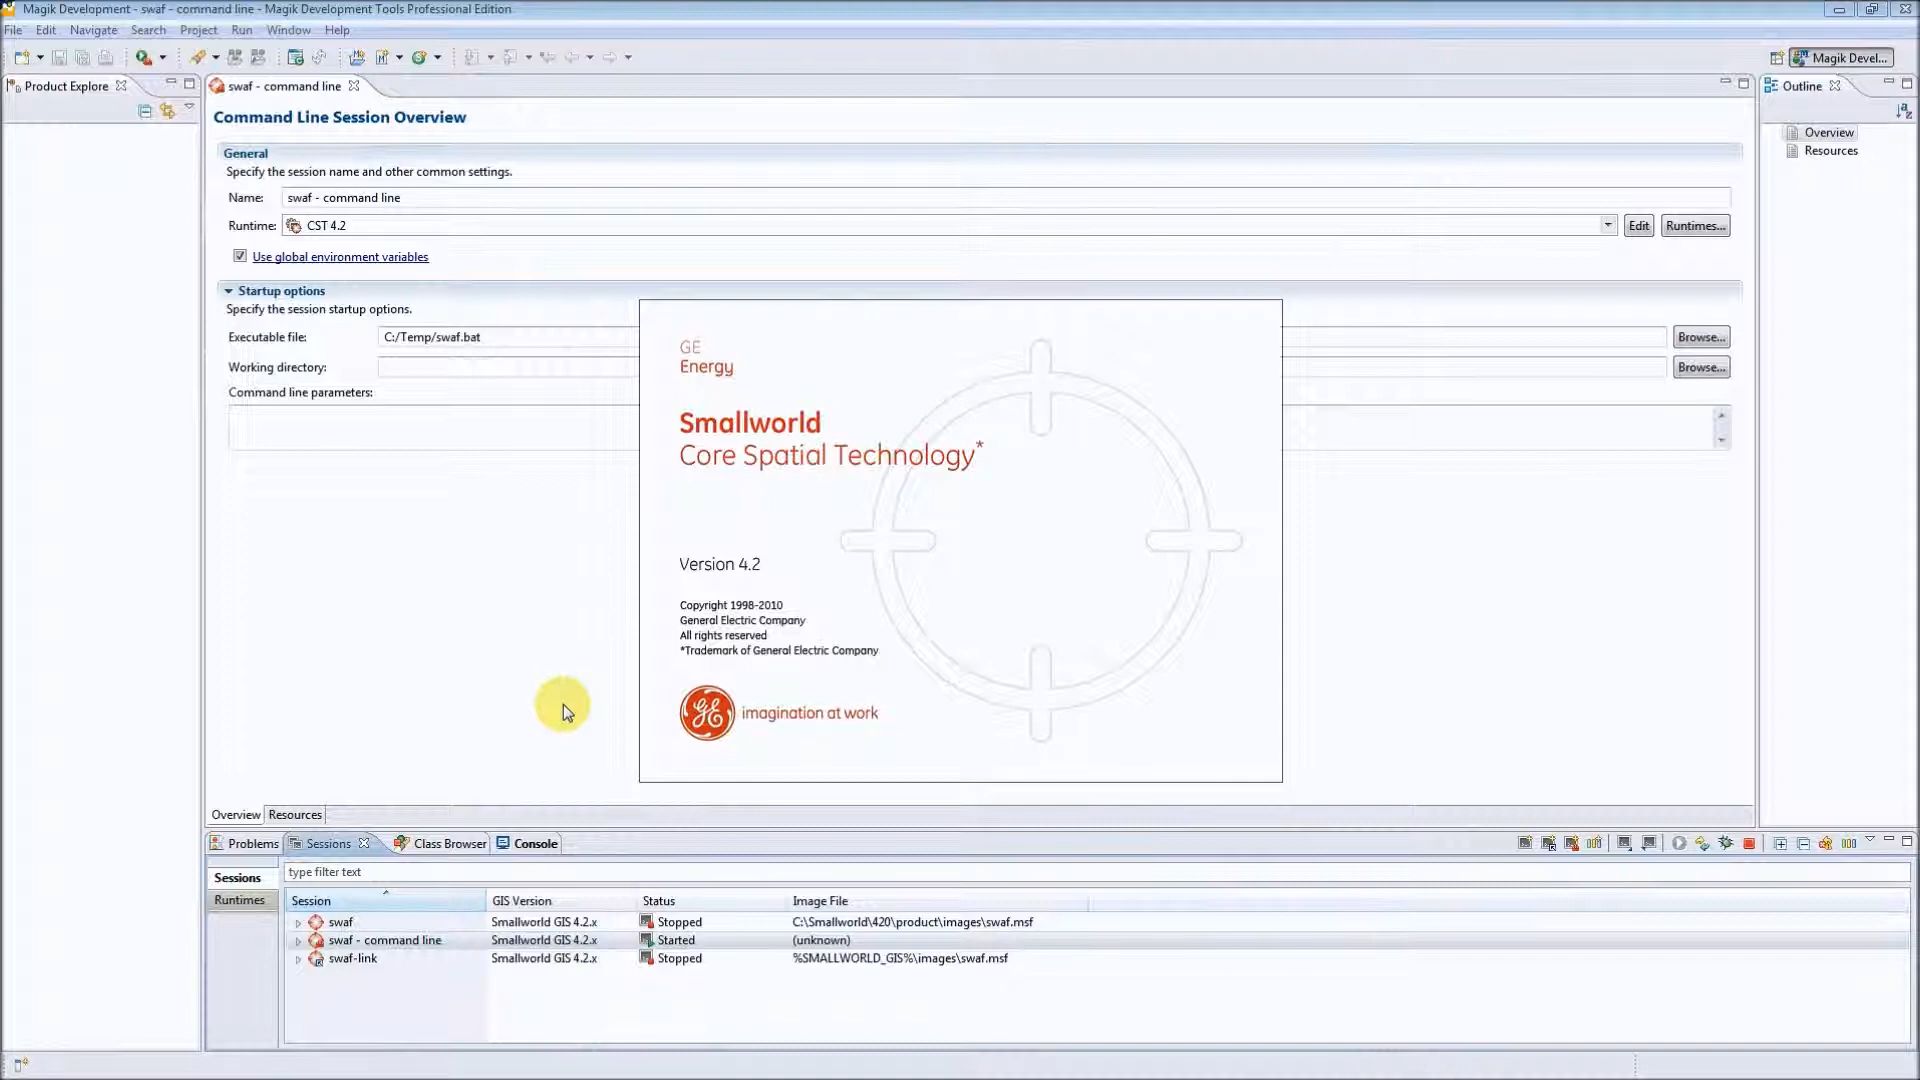 Magik Development - swaf - command line - Magik Development Tools Professional Edition
File Edit Navigate Search Project Run Window Help
Magik Devel...
Product Explore
swaf - command line
Outline
Command Line Session Overview
Overview
Resources
General
Specify the session name and other common settings.
Name: swaf - command line
Runtime: CST 4.2 Edit Runtimes...
Use global environment variables
Startup options
Specify the session startup options.
Executable file: C:/Temp/swaf.bat Browse...
Working directory: Browse...
Command line parameters:
GE
Energy
Smallworld
Core Spatial Technology*
Version 4.2
Copyright 1998-2010
General Electric Company
All rights reserved
*Trademark of General Electric Company
GE imagination at work
Overview Resources
Problems Sessions Class Browser Console
Sessions
Runtimes
type filter text
Session GIS Version Status Image File
swaf Smallworld GIS 4.2.x Stopped C:\Smallworld\420\product\images\swaf.msf
swaf - command line Smallworld GIS 4.2.x Started (unknown)
swaf-link Smallworld GIS 4.2.x Stopped %SMALLWORLD_GIS%\images\swaf.msf